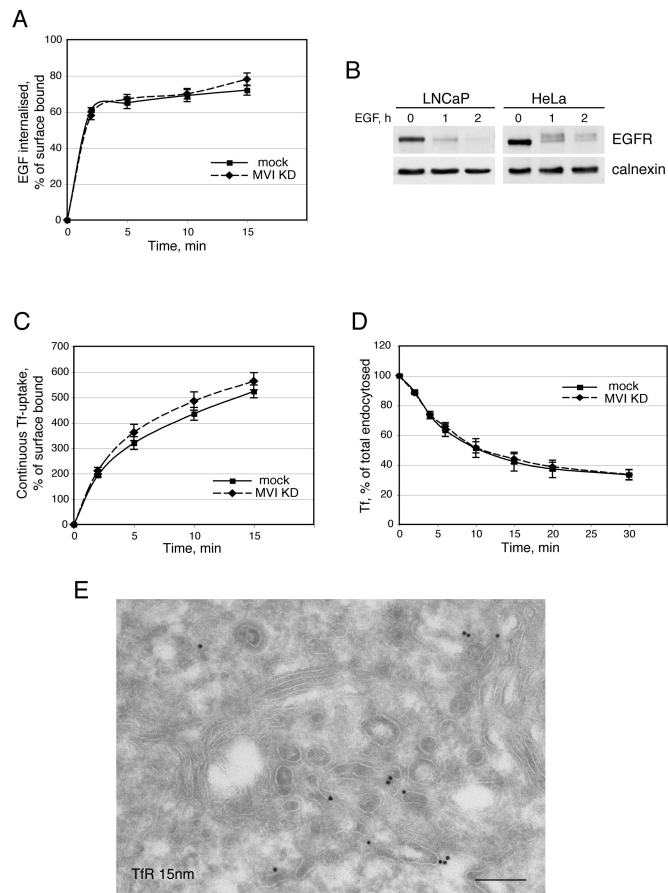 A
EGF internalised,
% of surface bound
100
80
60
40
20
0
0 5 10 15
Time, min
mock
MVI KD
B
LNCaP HeLa
EGF, h 0 1 2 0 1 2
EGFR
calnexin
C
Continuous Tf-uptake,
% of surface bound
700
600
500
400
300
200
100
0
0 5 10 15
Time, min
mock
MVI KD
D
Tf, % of total endocytosed
120
100
80
60
40
20
0
0 5 10 15 20 25 30
Time, min
mock
MVI KD
E
TfR 15nm